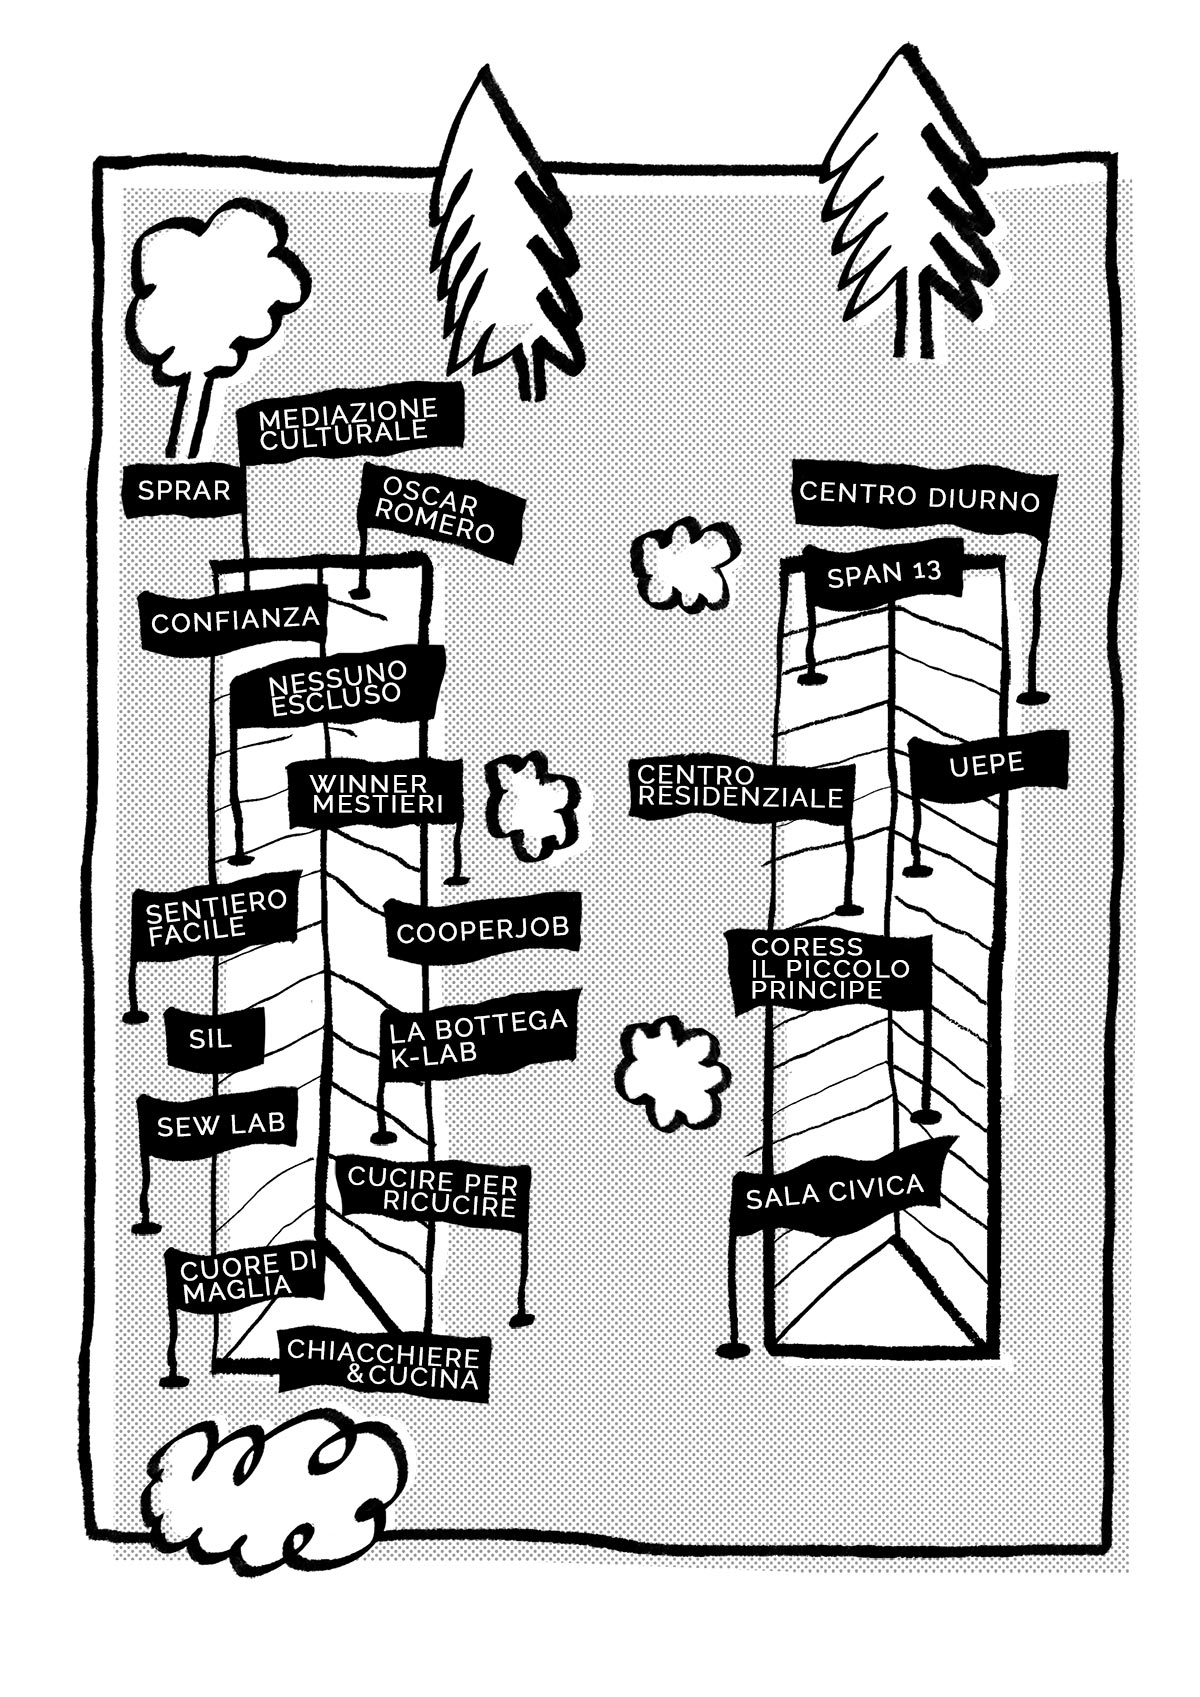 MEDIAZIONE
CULTURALE
SPRAR
OSCAR
ROMERO
CONFIANZA
NESSUNO
ESCLUSO
WINNER
MESTIERI
SENTIERO
FACILE
COOPERJOB
SIL
LA BOTTEGA
K-LAB
SEW LAB
CUCIRE PER
RICUCIRE
CUORE DI
MAGLIA
CHIACCHIERE
&CUCINA
CENTRO DIURNO
SPAN 13
CENTRO
RESIDENZIALE
UEPE
CORESS
IL PICCOLO
PRINCIPE
SALA CIVICA